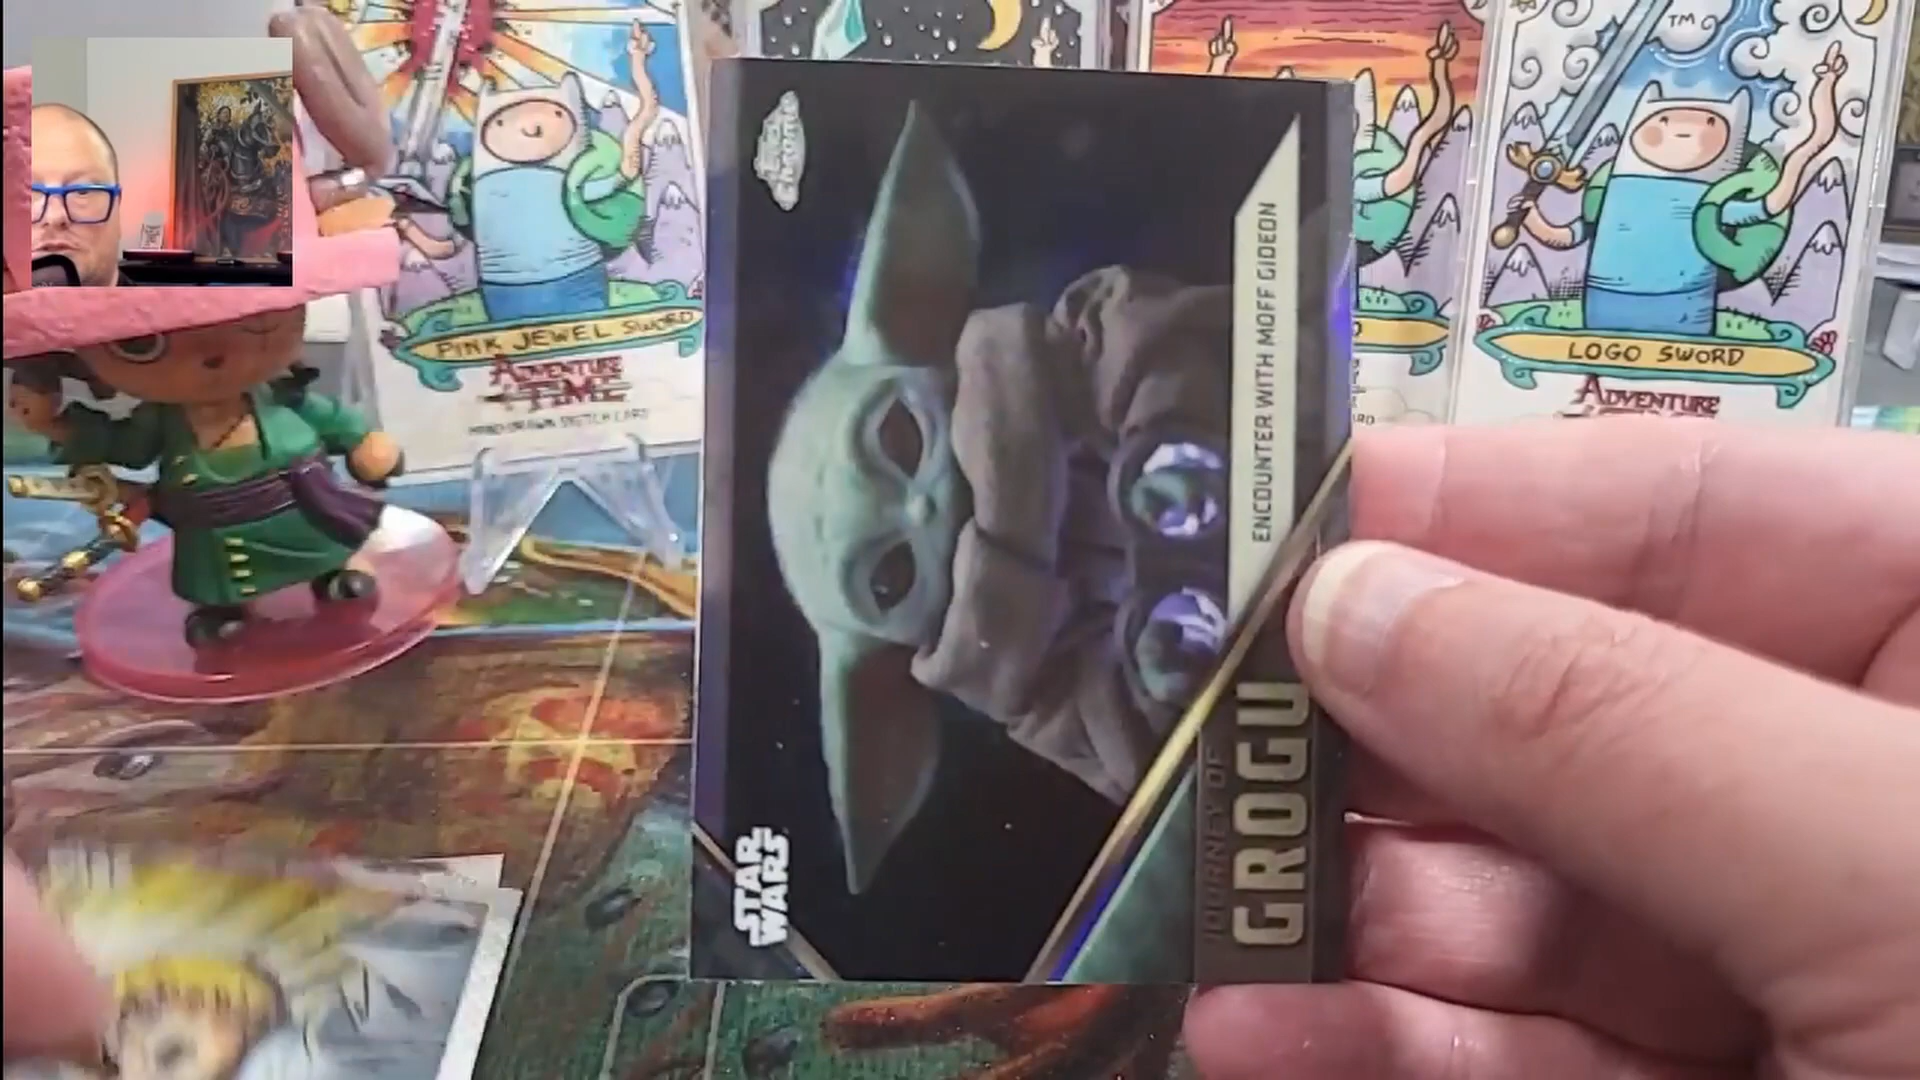 PINK JEWEL SWORD
ADVENTURE
TIME
HAND-DRAWN SKETCH CARD
CHROME
STAR
WARS
ENCOUNTER WITH MOFF GIDEON
JOURNEY OF
GROGU
TM
LOGO SWORD
ADVENTURE